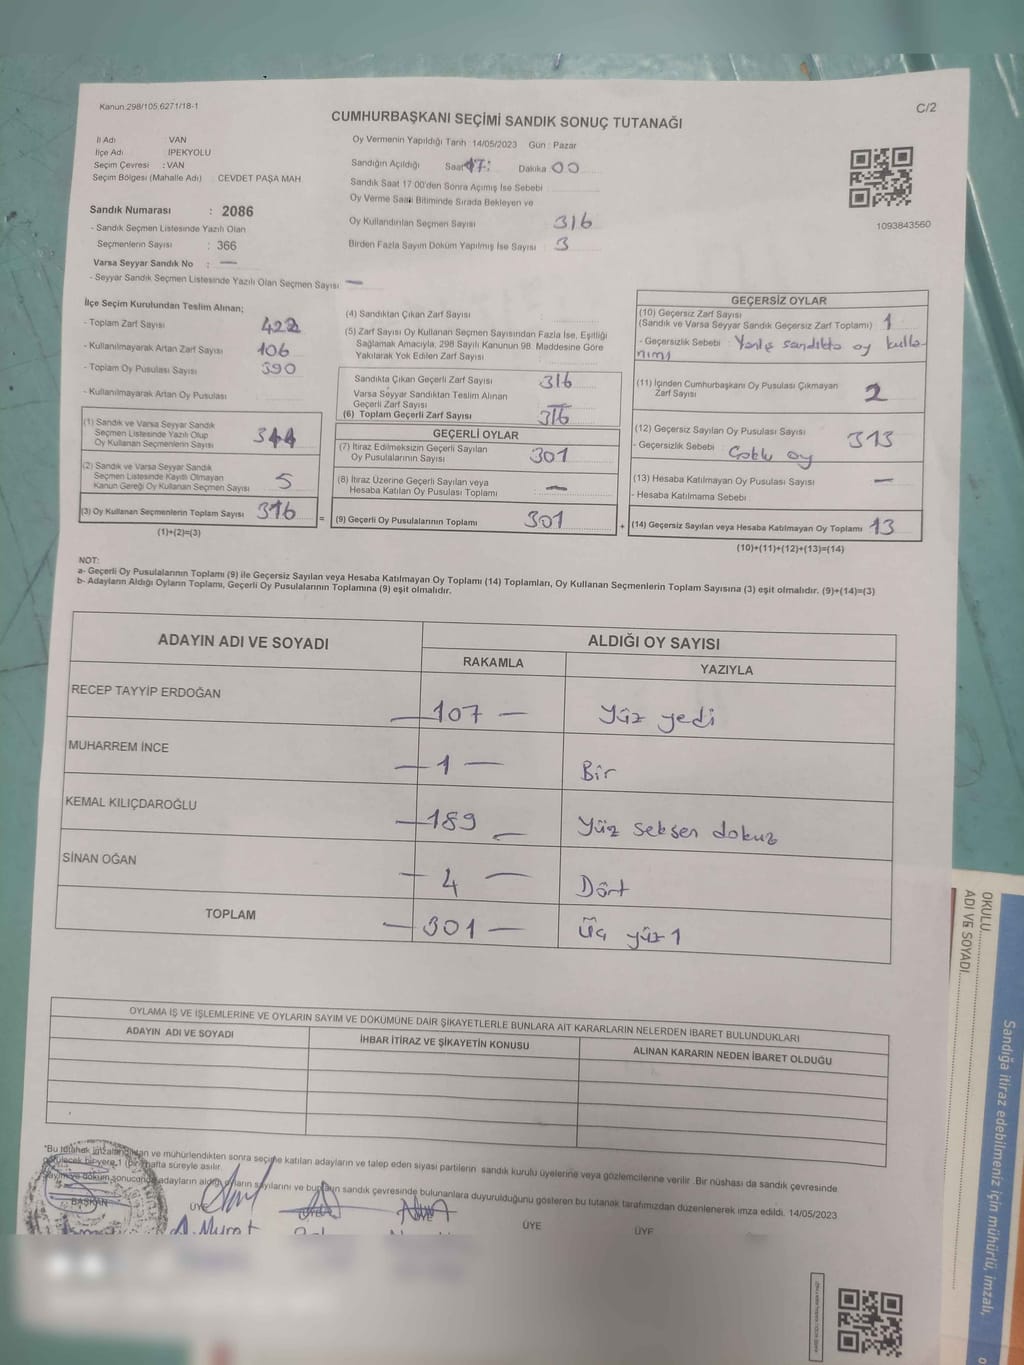 Kanun.298/105,6271/18-1
C/2
CUMHURBAŞKANI SEÇİMİ SANDIK SONUÇ TUTANAĞI
İl Adı VAN
İlçe Adı : İPEKYOLU
Seçim Çevresi : VAN
Seçim Bölgesi (Mahalle Adı) : CEVDET PAŞA MAH.
Sandık Numarası : 2086
- Sandık Seçmen Listesinde Yazılı Olan
Seçmenlerin Sayısı : 366
Varsa Seyyar Sandık No : —
- Seyyar Sandık Seçmen Listesinde Yazılı Olan Seçmen Sayısı —
Oy Vermenin Yapıldığı Tarih : 14/05/2023 Gün : Pazar
Sandığın Açıldığı Saat 17: Dakika 00
Sandık Saat 17:00'den Sonra Açımış İse Sebebi
Oy Verme Saati Bitiminde Sırada Bekleyen ve
Oy Kullandırılan Seçmen Sayısı 316
Birden Fazla Sayım Döküm Yapılmış İse Sayısı 3
1093843560
İlçe Seçim Kurulundan Teslim Alınan;
- Toplam Zarf Sayısı 422
- Kullanılmayarak Artan Zarf Sayısı 106
- Toplam Oy Pusulası Sayısı 390
- Kullanılmayarak Artan Oy Pusulası
(1) Sandık ve Varsa Seyyar Sandık
Seçmen Listesinde Yazılı Olup
Oy Kullanan Seçmenlerin Sayısı
(2) Sandık ve Varsa Seyyar Sandık
Seçmen Listesinde Kayıtlı Olmayan
Kanun Gereği Oy Kullanan Seçmen Sayısı 5
(3) Oy Kullanan Seçmenlerin Toplam Sayısı 316
(1)+(2)=(3)
(4) Sandıktan Çıkan Zarf Sayısı
(5) Zarf Sayısı Oy Kullanan Seçmen Sayısından Fazla İse, Eşitliği
Sağlamak Amacıyla, 298 Sayılı Kanunun 98. Maddesine Göre
Yakılarak Yok Edilen Zarf Sayısı
Sandıkta Çıkan Geçerli Zarf Sayısı 316
Varsa Seyyar Sandıktan Teslim Alınan
Geçerli Zarf Sayısı —
(6) Toplam Geçerli Zarf Sayısı 316
GEÇERLİ OYLAR
(7) İtiraz Edilmeksizin Geçerli Sayılan
Oy Pusulalarının Sayısı 301
(8) İtiraz Üzerine Geçerli Sayılan veya
Hesaba Katılan Oy Pusulası Toplamı —
= (9) Geçerli Oy Pusulalarının Toplamı 301
GEÇERSİZ OYLAR
(10) Geçersiz Zarf Sayısı
(Sandık ve Varsa Seyyar Sandık Geçersiz Zarf Toplamı) 1
- Geçersizlik Sebebi : Yanlış sandıkta oy kulla-
nımı
(11) İçinden Cumhurbaşkanı Oy Pusulası Çıkmayan
Zarf Sayısı 2
(12) Geçersiz Sayılan Oy Pusulası Sayısı 313
- Geçersizlik Sebebi : Çoklu oy
(13) Hesaba Katılmayan Oy Pusulası Sayısı —
- Hesaba Katılmama Sebebi
+ (14) Geçersiz Sayılan veya Hesaba Katılmayan Oy Toplamı 13
(10)+(11)+(12)+(13)=(14)
NOT:
a- Geçerli Oy Pusulalarının Toplamı (9) ile Geçersiz Sayılan veya Hesaba Katılmayan Oy Toplamı (14) Toplamları, Oy Kullanan Seçmenlerin Toplam Sayısına (3) eşit olmalıdır. (9)+(14)=(3)
b- Adayların Aldığı Oyların Toplamı, Geçerli Oy Pusulalarının Toplamına (9) eşit olmalıdır.
ADAYIN ADI VE SOYADI
ALDIĞI OY SAYISI
RAKAMLA YAZIYLA
RECEP TAYYİP ERDOĞAN — 107 — Yüz yedi
MUHARREM İNCE — 1 — Bir
KEMAL KILIÇDAROĞLU — 189 — Yüz seksen dokuz
SİNAN OĞAN — 4 — Dört
TOPLAM — 301 — Üç yüz 1
OYLAMA İŞ VE İŞLEMLERİNE VE OYLARIN SAYIM VE DÖKÜMÜNE DAİR ŞİKAYETLERLE BUNLARA AİT KARARLARIN NELERDEN İBARET BULUNDUKLARI
ADAYIN ADI VE SOYADI İHBAR İTİRAZ VE ŞİKAYETİN KONUSU ALINAN KARARIN NEDEN İBARET OLDUĞU
ve mühürlendikten sonra seçime katılan adayların ve talep eden siyasi partilerin sandık kurulu üyelerine veya gözlemcilerine verilir. Bir nüshası da sandık çevresinde
hafta süreyle asılır.
adayların aldığı oyların sayılarını ve bunların sandık çevresinde bulunanlara duyurulduğunu gösteren bu tutanak tarafımızdan düzenlenerek imza edildi. 14/05/2023
BAŞKAN ÜYE ÜYE ÜYE ÜYE ÜYE
Murat
OKULU
ADI VE SOYADI
Sandığa itiraz edebilmeniz için mühürlü, imzalı,